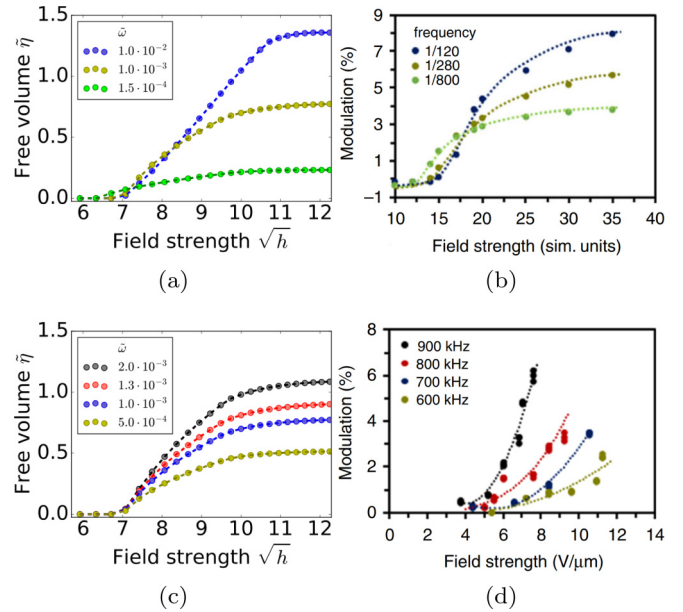 Free volume η̃
1.5
1.0
0.5
0.0
ω̃
1.0·10⁻²
1.0·10⁻³
1.5·10⁻⁴
6 7 8 9 10 11 12
Field strength √h
(a)
Modulation (%)
9
7
5
3
1
−1
frequency
1/120
1/280
1/800
10 15 20 25 30 35 40
Field strength (sim. units)
(b)
Free volume η̃
1.5
1.0
0.5
0.0
ω̃
2.0·10⁻³
1.3·10⁻³
1.0·10⁻³
5.0·10⁻⁴
6 7 8 9 10 11 12
Field strength √h
(c)
Modulation (%)
8
6
4
2
0
900 kHz
800 kHz
700 kHz
600 kHz
0 2 4 6 8 10 12 14
Field strength (V/μm)
(d)